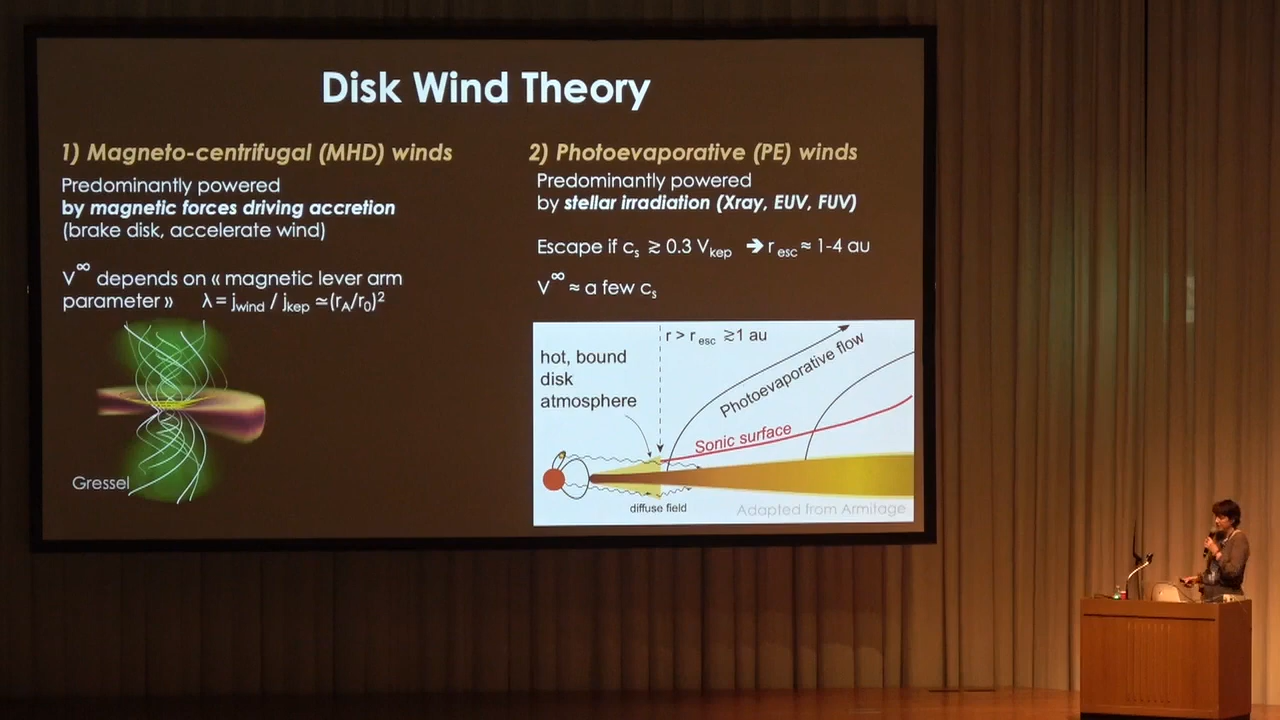 Disk Wind Theory
1) Magneto-centrifugal (MHD) winds
Predominantly powered
by magnetic forces driving accretion
(brake disk, accelerate wind)
V∞ depends on « magnetic lever arm
parameter » λ = jwind / jkep ≃(rA/r0)²
Gressel
2) Photoevaporative (PE) winds
Predominantly powered
by stellar irradiation (Xray, EUV, FUV)
Escape if cs ≳ 0.3 Vkep ➔ resc ≈ 1-4 au
V∞ ≈ a few cs
r > resc ≳1 au
hot, bound
disk
atmosphere
Photoevaporative flow
Sonic surface
diffuse field
Adapted from Armitage